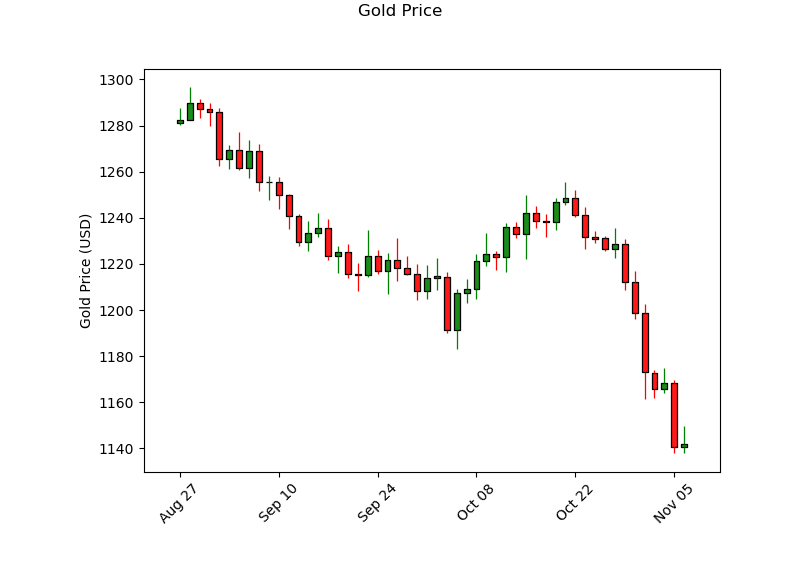 Gold Price
1300
1280
1260
1240
1220
1200
1180
1160
1140
Gold Price (USD)
Aug 27
Sep 10
Sep 24
Oct 08
Oct 22
Nov 05